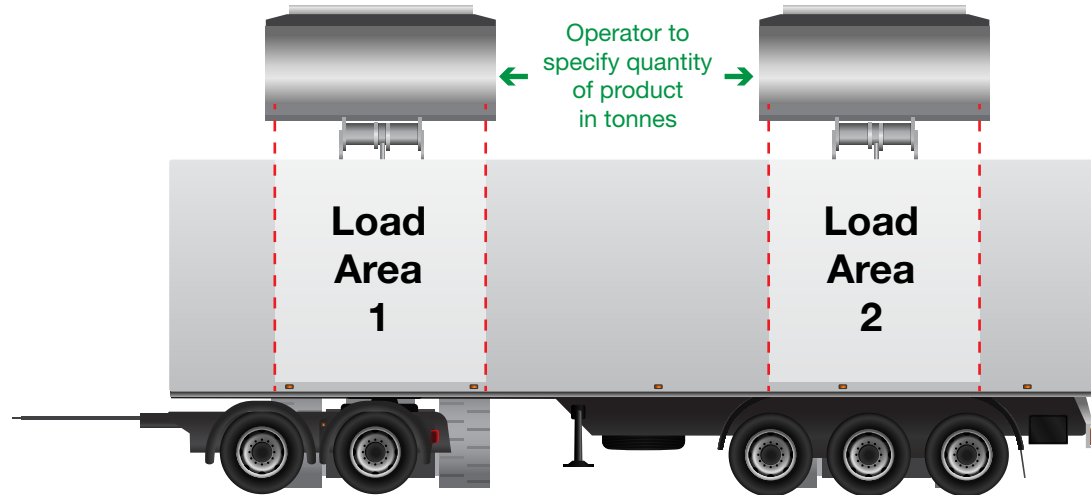 Operator to
specify quantity
of product
in tonnes
Load
Area
1
Load
Area
2